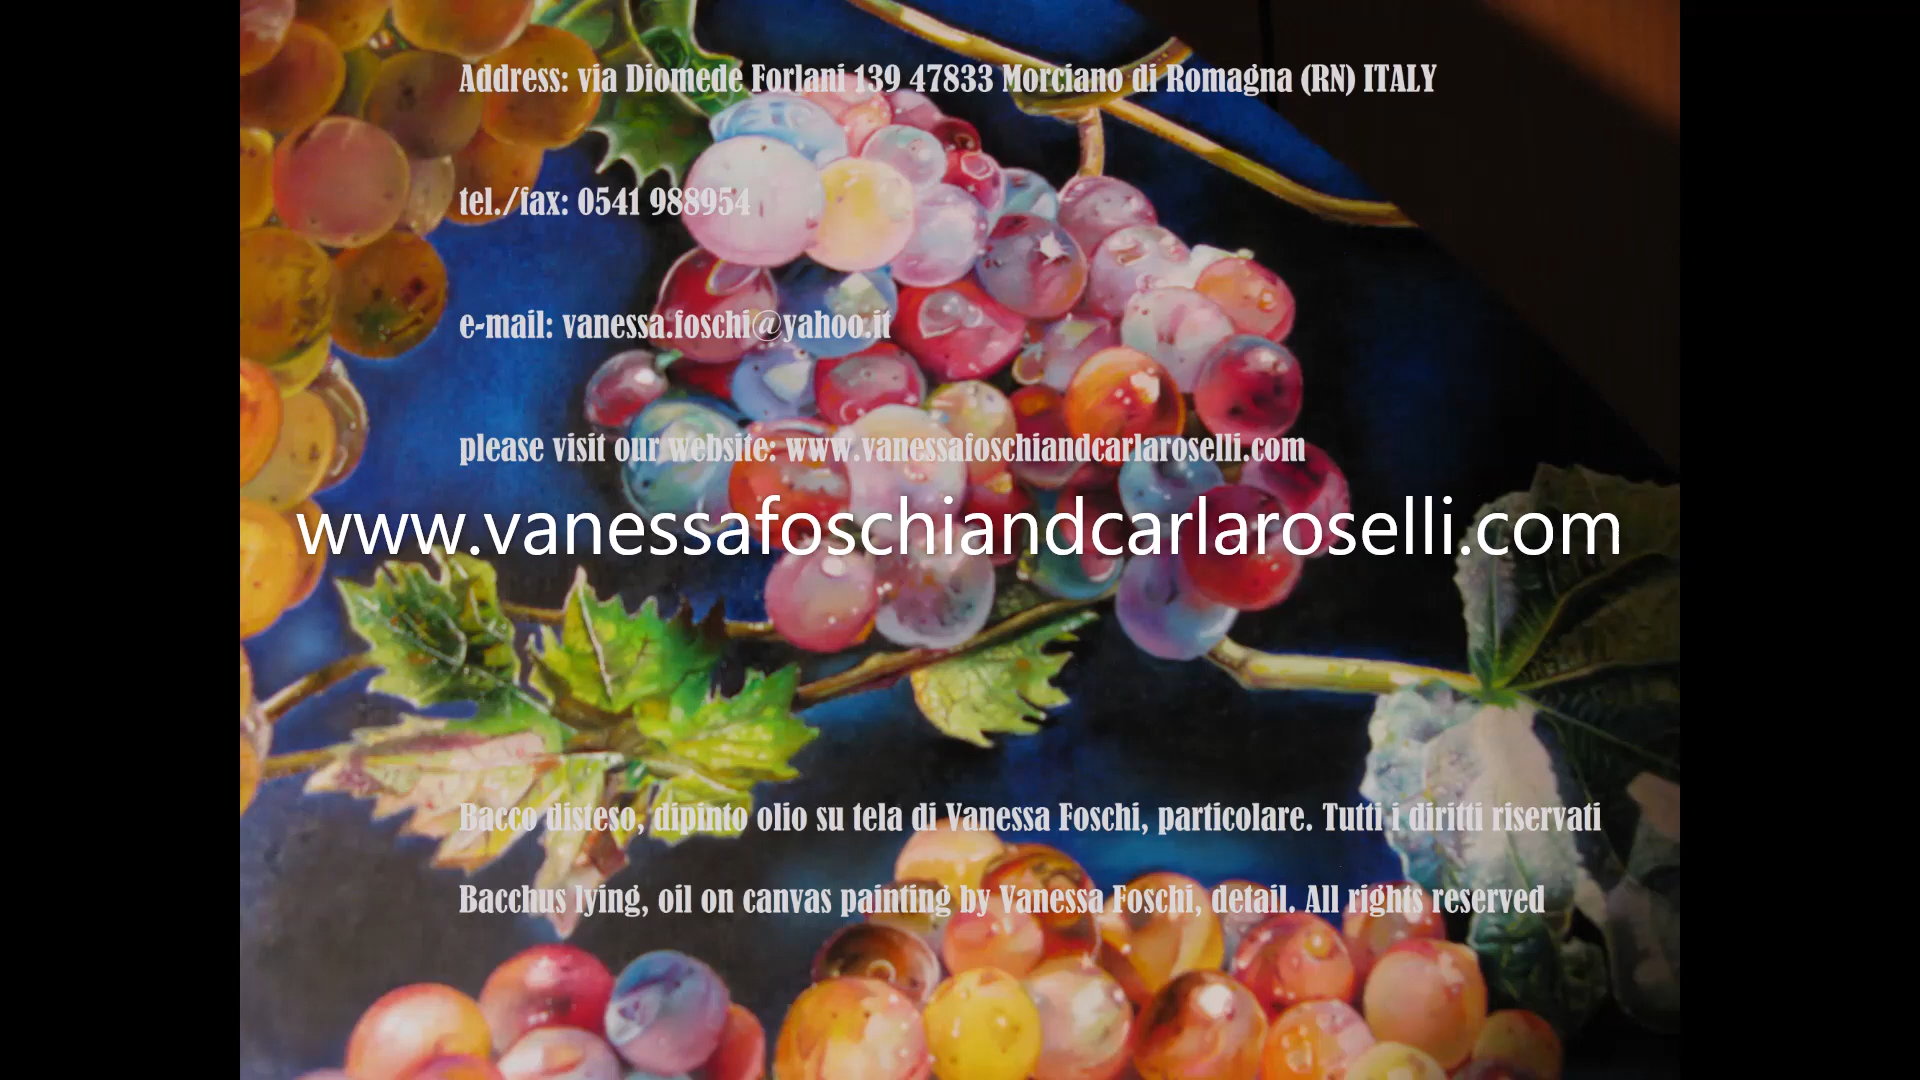 Address: via Diomede Forlani 139 47833 Morciano di Romagna (RN) ITALY
tel./fax: 0541 988954
e-mail: vanessa.foschi@yahoo.it
please visit our website: www.vanessafoschiandcarlaroselli.com
www.vanessafoschiandcarlaroselli.com
Bacco disteso, dipinto olio su tela di Vanessa Foschi, particolare. Tutti i diritti riservati
Bacchus lying, oil on canvas painting by Vanessa Foschi, detail. All rights reserved